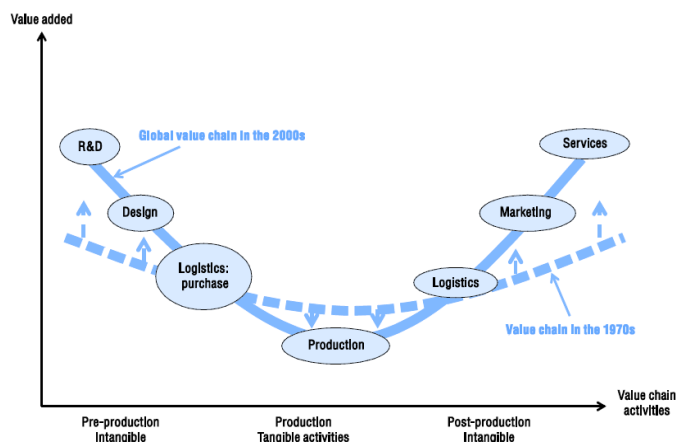 Value added
R&D
Global value chain in the 2000s
Services
Design
Marketing
Logistics:
purchase
Logistics
Production
Value chain in the 1970s
Value chain
activities
Pre-production
Intangible
Production
Tangible activities
Post-production
Intangible